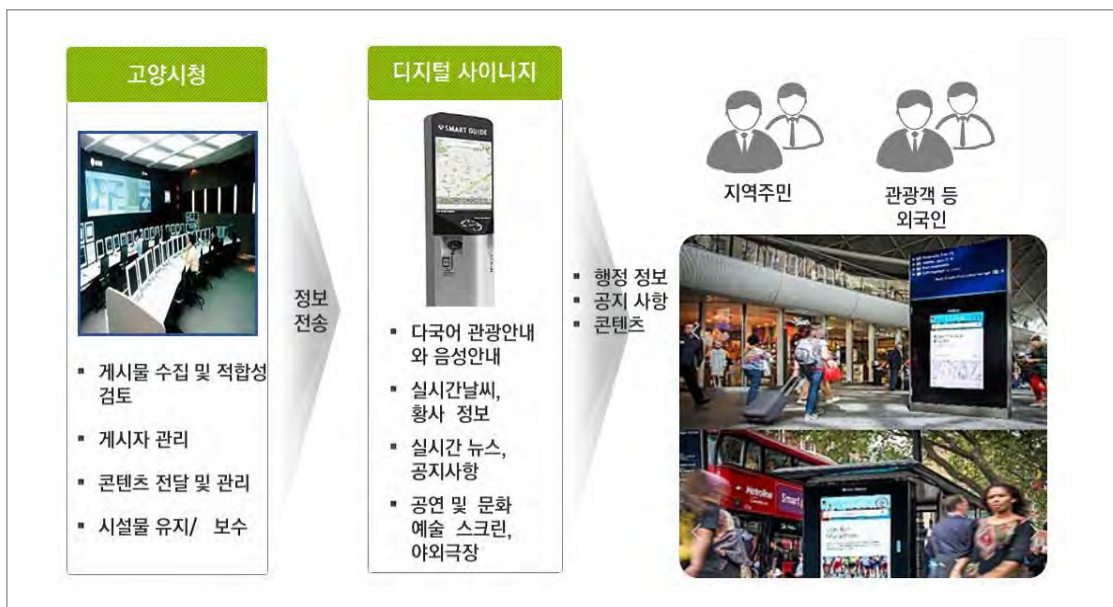 고양시청
게시물 수집 및 적합성
검토
게시자 관리
콘텐츠 전달 및 관리
시설물 유지/ 보수
정보
전송
디지털 사이니지
SMART GUIDE
다국어 관광안내
와 음성안내
실시간날씨,
황사 정보
실시간 뉴스,
공지사항
공연 및 문화
예술 스크린,
야외극장
행정 정보
공지 사항
콘텐츠
지역주민
관광객 등
외국인
Metroline
Smart